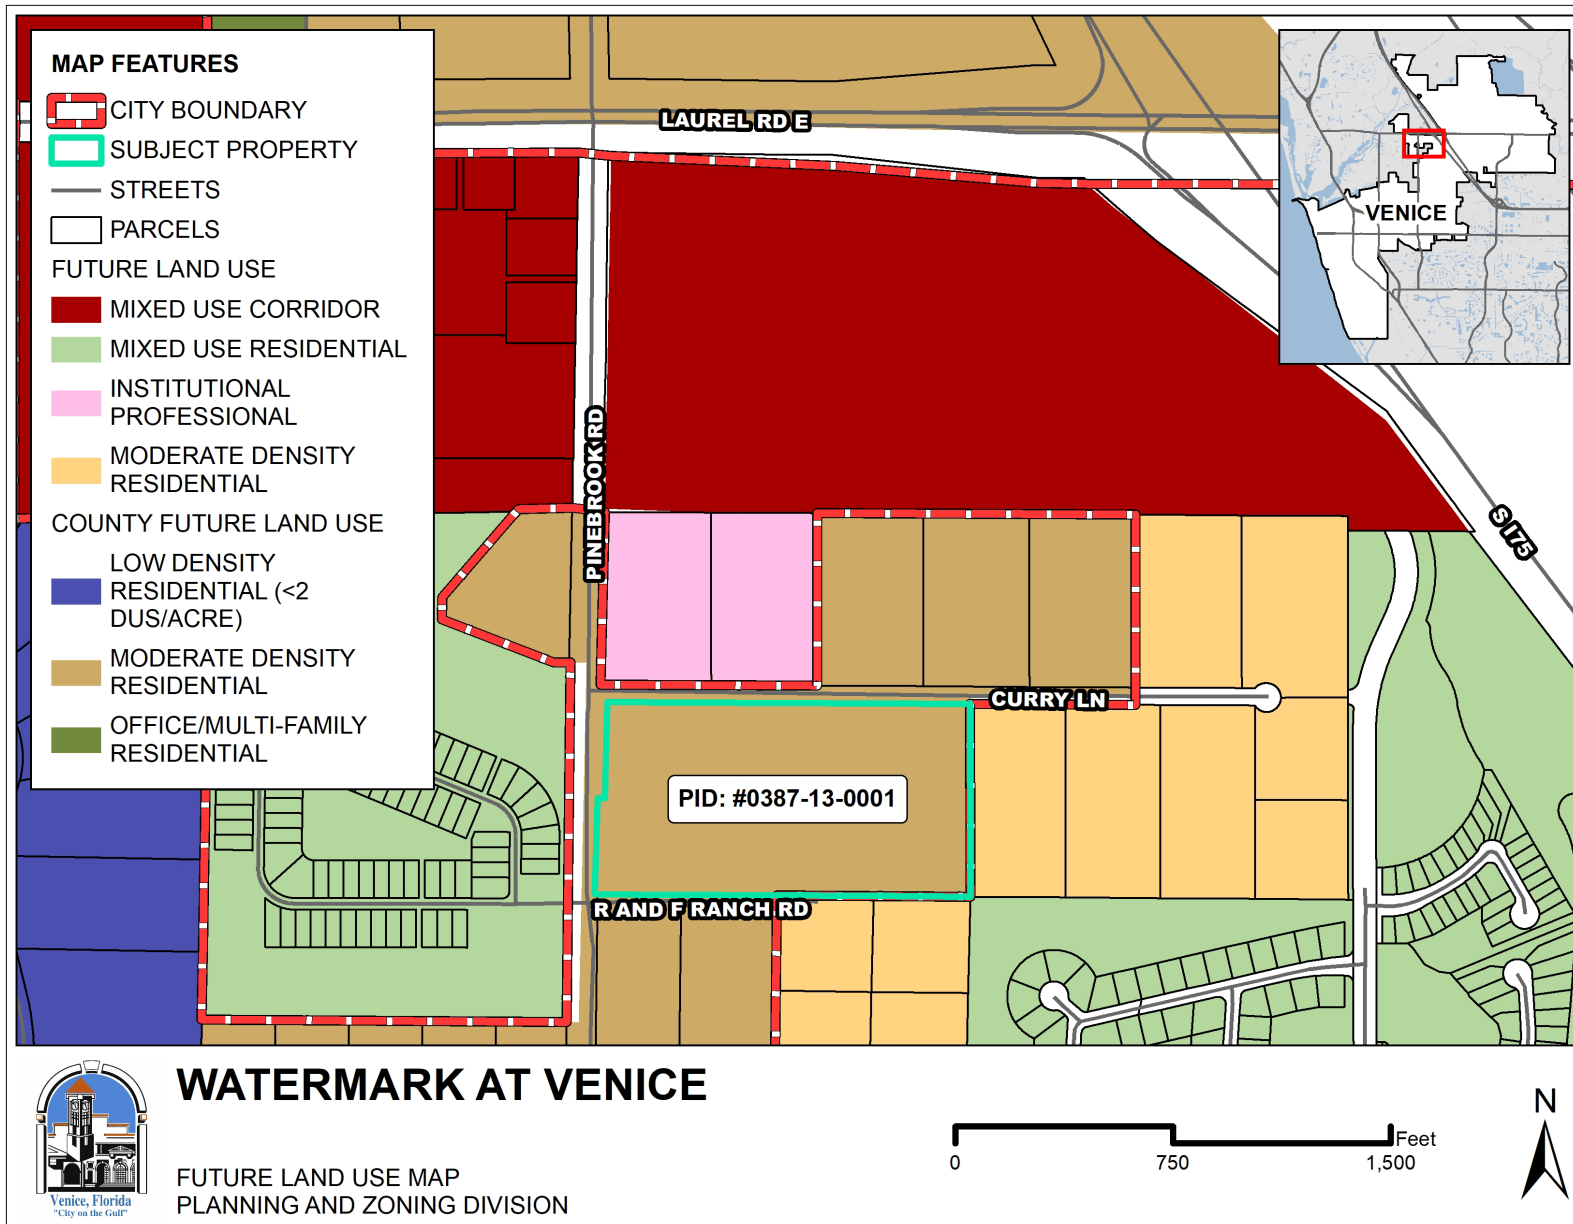 MAP FEATURES
CITY BOUNDARY
SUBJECT PROPERTY
STREETS
PARCELS
FUTURE LAND USE
MIXED USE CORRIDOR
MIXED USE RESIDENTIAL
INSTITUTIONAL
PROFESSIONAL
MODERATE DENSITY
RESIDENTIAL
COUNTY FUTURE LAND USE
LOW DENSITY
RESIDENTIAL (<2
DUS/ACRE)
MODERATE DENSITY
RESIDENTIAL
OFFICE/MULTI-FAMILY
RESIDENTIAL
LAUREL RD E
VENICE
PINEBROOK RD
S I75
CURRY LN
PID: #0387-13-0001
R AND F RANCH RD
Venice, Florida
"City on the Gulf"
WATERMARK AT VENICE
FUTURE LAND USE MAP
PLANNING AND ZONING DIVISION
Feet
0 750 1,500
N